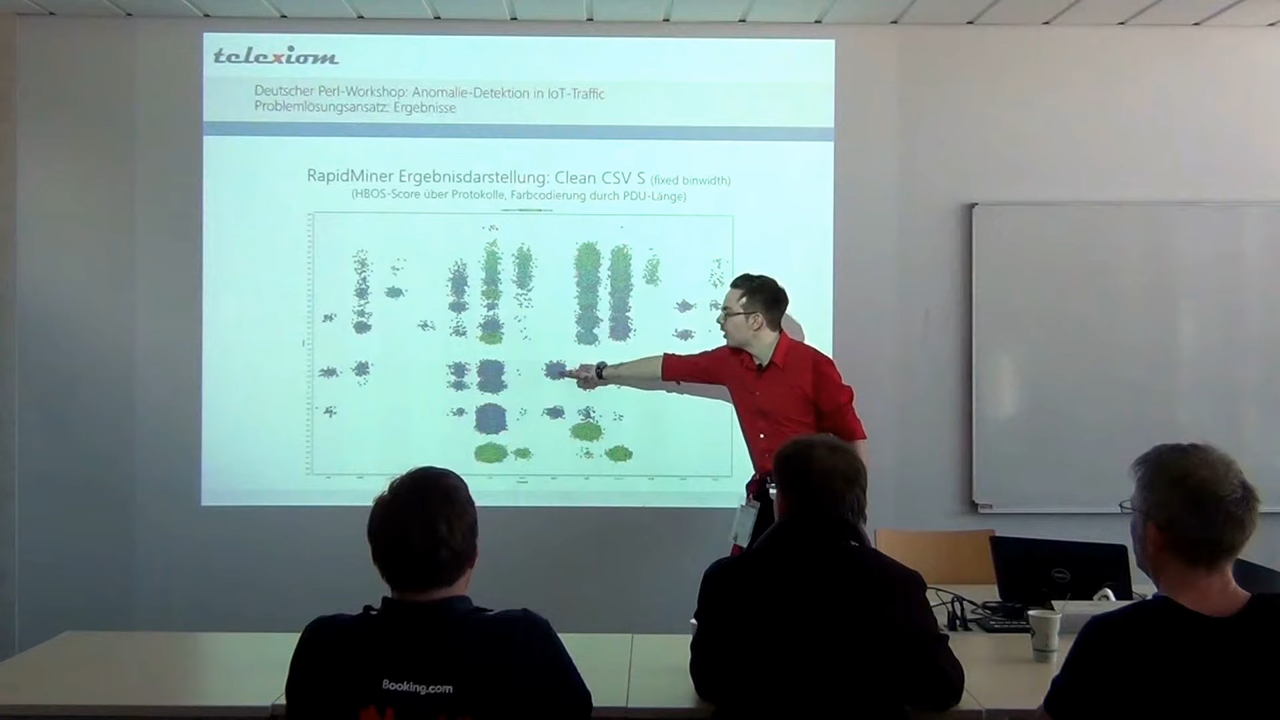 telexiom
Deutscher Perl-Workshop: Anomalie-Detektion in IoT-Traffic
Problemlösungsansatz: Ergebnisse
RapidMiner Ergebnisdarstellung: Clean CSV S (fixed binwidth)
(HBOS-Score über Protokolle, Farbcodierung durch PDU-Länge)
DELL
Booking.com